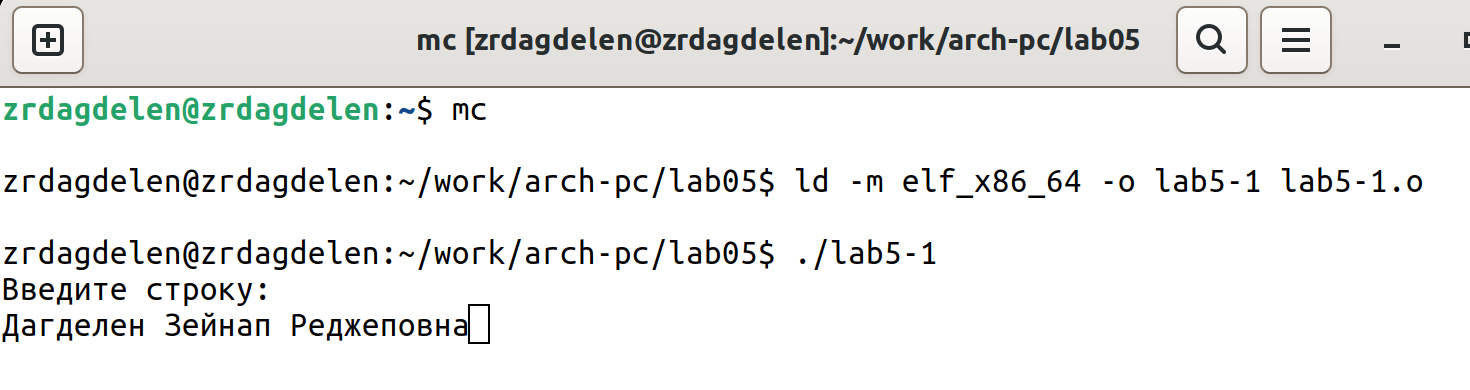 mc [zrdagdelen@zrdagdelen]:~/work/arch-pc/lab05
zrdagdelen@zrdagdelen:~$ mc
zrdagdelen@zrdagdelen:~/work/arch-pc/lab05$ ld -m elf_x86_64 -o lab5-1 lab5-1.o
zrdagdelen@zrdagdelen:~/work/arch-pc/lab05$ ./lab5-1
Введите строку:
Дагделен Зейнап Реджеповна